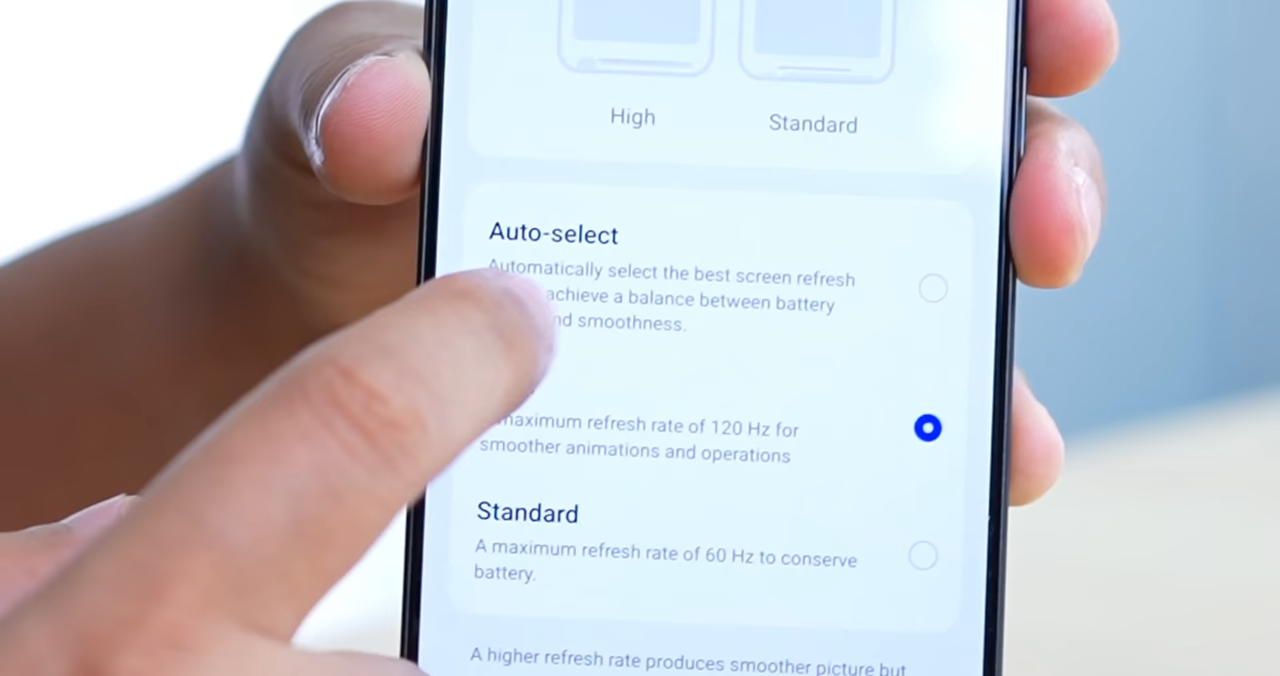 High
Standard
Auto-select
Automatically select the best screen refresh
achieve a balance between battery
smoothness.
maximum refresh rate of 120 Hz for
smoother animations and operations
Standard
A maximum refresh rate of 60 Hz to conserve
battery.
A higher refresh rate produces smoother picture but